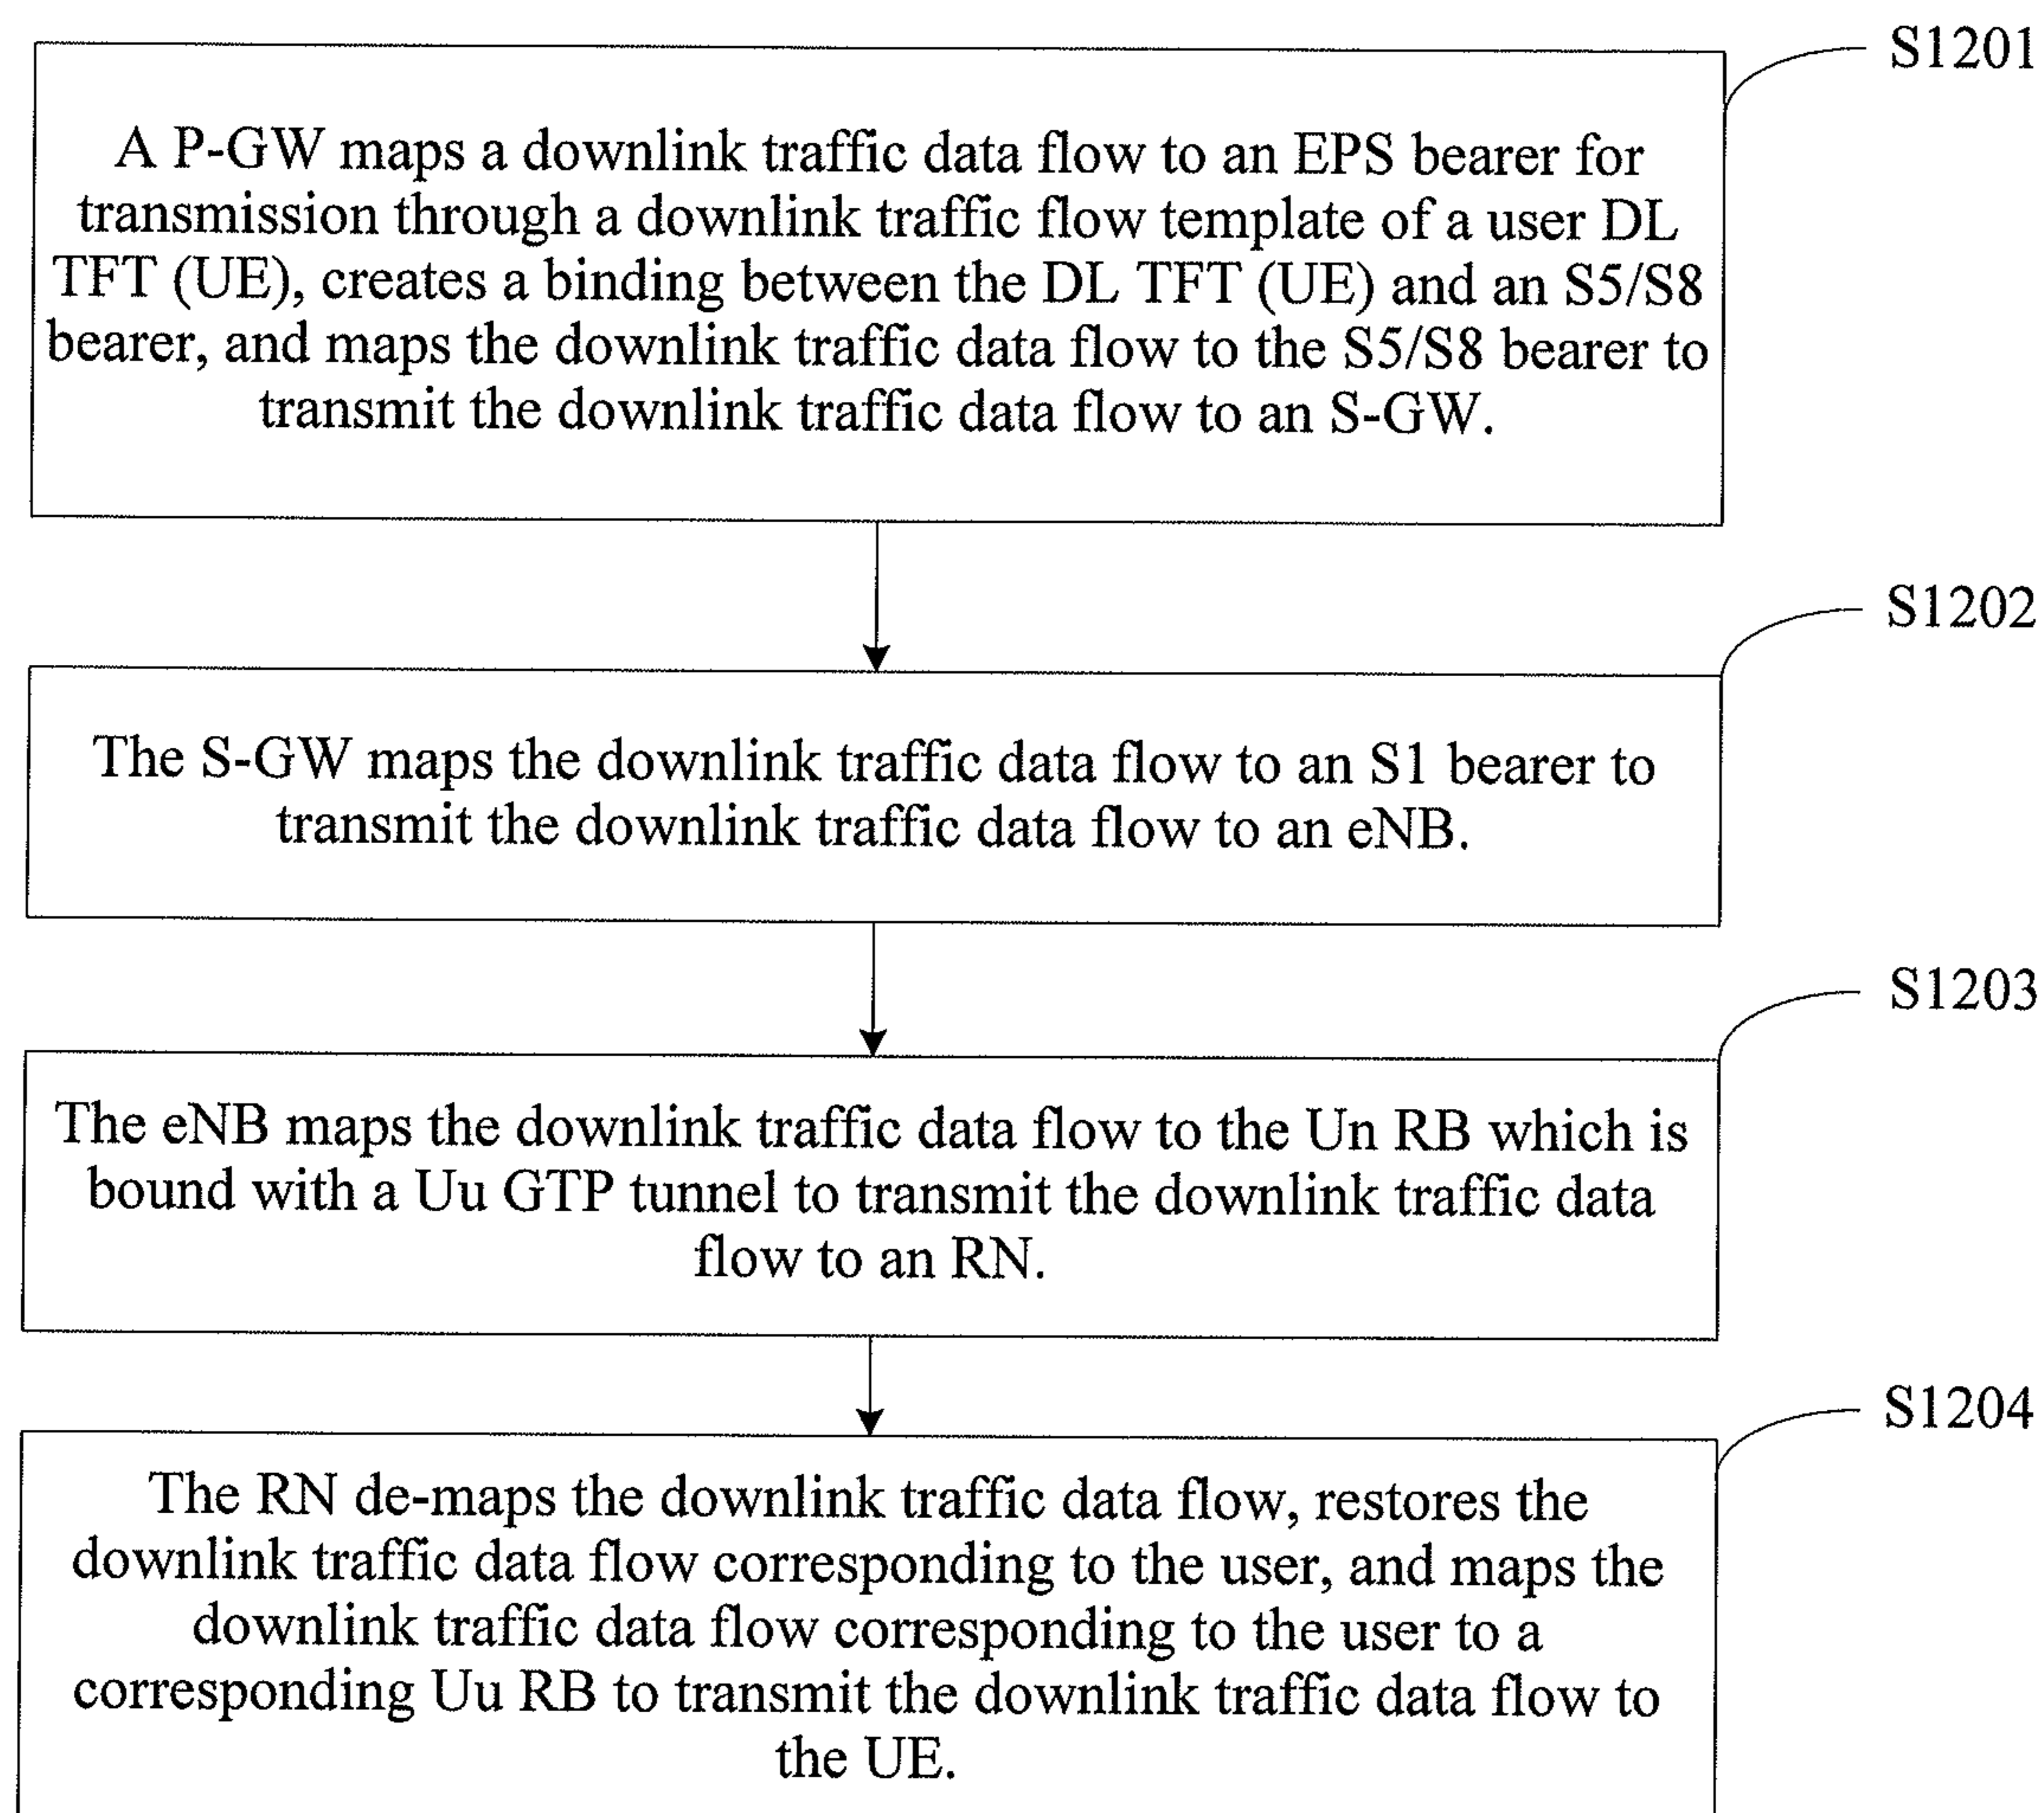 S1201
A P-GW maps a downlink traffic data flow to an EPS bearer for
transmission through a downlink traffic flow template of a user DL
TFT (UE), creates a binding between the DL TFT (UE) and an S5/S8
bearer, and maps the downlink traffic data flow to the S5/S8 bearer to
transmit the downlink traffic data flow to an S-GW.
S1202
The S-GW maps the downlink traffic data flow to an S1 bearer to
transmit the downlink traffic data flow to an eNB.
S1203
The eNB maps the downlink traffic data flow to the Un RB which is
bound with a Uu GTP tunnel to transmit the downlink traffic data
flow to an RN.
S1204
The RN de-maps the downlink traffic data flow, restores the
downlink traffic data flow corresponding to the user, and maps the
downlink traffic data flow corresponding to the user to a
corresponding Uu RB to transmit the downlink traffic data flow to
the UE.